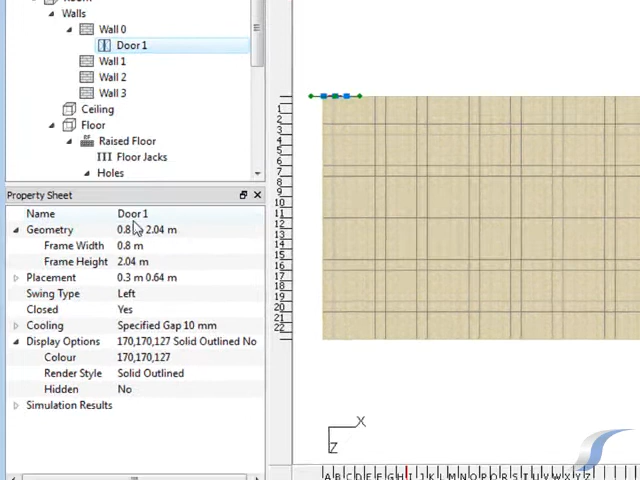 Walls
Wall 0
Door 1
Wall 1
Wall 2
Wall 3
Ceiling
Floor
Raised Floor
Floor Jacks
Holes
Property Sheet
Name Door 1
Geometry 0.8 2.04 m
Frame Width 0.8 m
Frame Height 2.04 m
Placement 0.3 m 0.64 m
Swing Type Left
Closed Yes
Cooling Specified Gap 10 mm
Display Options 170,170,127 Solid Outlined No
Colour 170,170,127
Render Style Solid Outlined
Hidden No
Simulation Results
1
2
3
4
5
6
7
8
9
10
11
12
13
14
15
16
17
18
19
20
21
22
X
Z
A B C D E F G H I J K L M N O P Q R S T U V W X Y Z